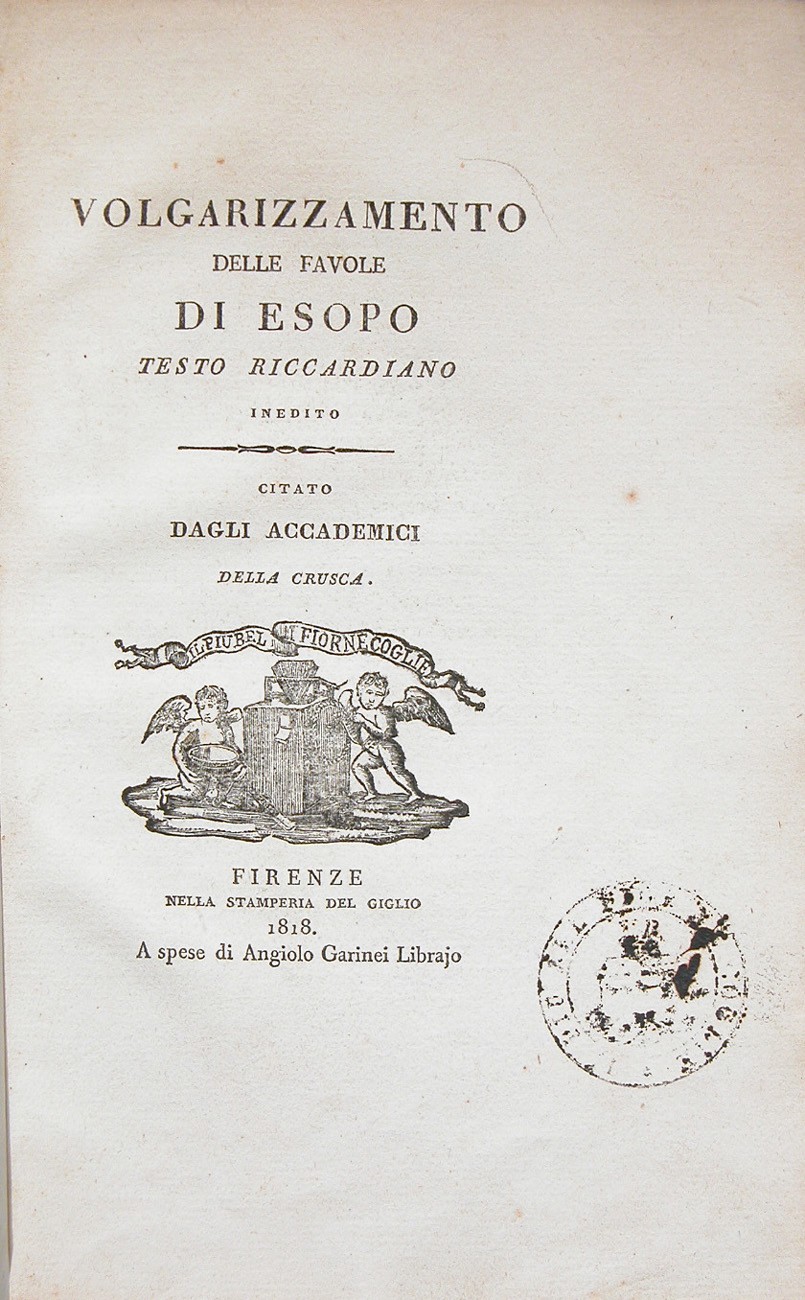 VOLGARIZZAMENTO
DELLE FAVOLE
DI ESOPO
TESTO RICCARDIANO
INEDITO
CITATO
DAGLI ACCADEMICI
DELLA CRUSCA.
IL PIU BEL FIOR NE COGLIE
FIRENZE
NELLA STAMPERIA DEL GIGLIO
1818.
A spese di Angiolo Garinei Librajo